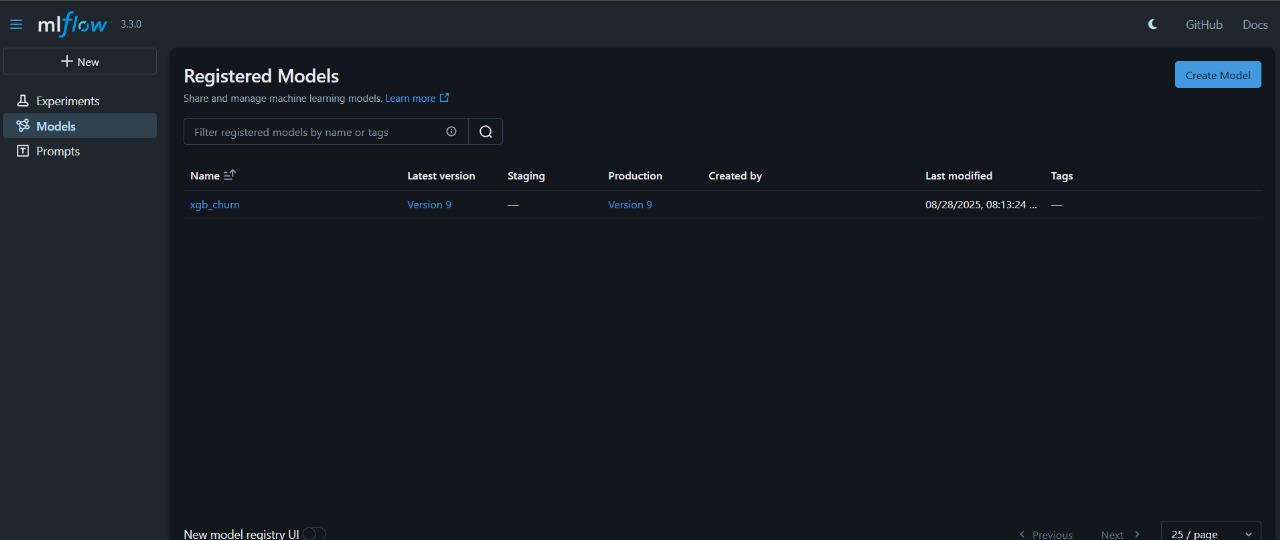 mlflow 3.3.0 GitHub Docs
New
Experiments
Models
Prompts
Registered Models
Create Model
Share and manage machine learning models. Learn more
Filter registered models by name or tags
Name Latest version Staging Production Created by Last modified Tags
xgb_churn Version 9 — Version 9 08/28/2025, 08:13:24 ... —
New model registry UI Previous Next 25 / page